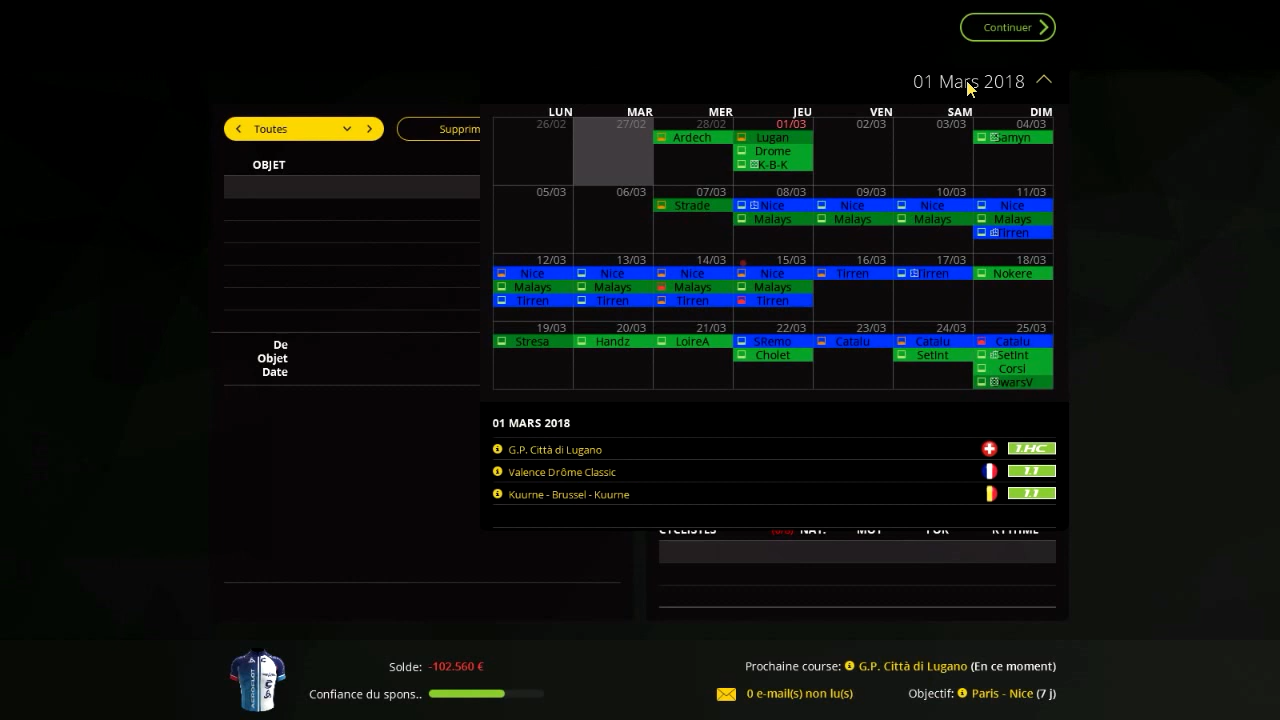 Continuer
01 Mars 2018
Toutes
Supprim
OBJET
De
Objet
Date
LUN MAR MER JEU VEN SAM DIM
26/02 27/02 28/02 01/03 02/03 03/03 04/03
Ardech Lugan Samyn
Drome
K-B-K
05/03 06/03 07/03 08/03 09/03 10/03 11/03
Strade Nice Nice Nice Nice
Malays Malays Malays Malays
Tirren
12/03 13/03 14/03 15/03 16/03 17/03 18/03
Nice Nice Nice Nice Tirren Tirren Nokere
Malays Malays Malays Malays
Tirren Tirren Tirren Tirren
19/03 20/03 21/03 22/03 23/03 24/03 25/03
Stresa Handz LoireA SRemo Catalu Catalu Catalu
Cholet SetInt SetInt
Corsi
warsV
01 MARS 2018
G.P. Città di Lugano 1.HC
Valence Drôme Classic 1.1
Kuurne - Brussel - Kuurne 1.1
CYCLISTES NAT. MOT FOR RYTHME
Solde: -102.560 €
Confiance du spons..
Prochaine course: G.P. Città di Lugano (En ce moment)
0 e-mail(s) non lu(s)
Objectif: Paris - Nice (7 j)